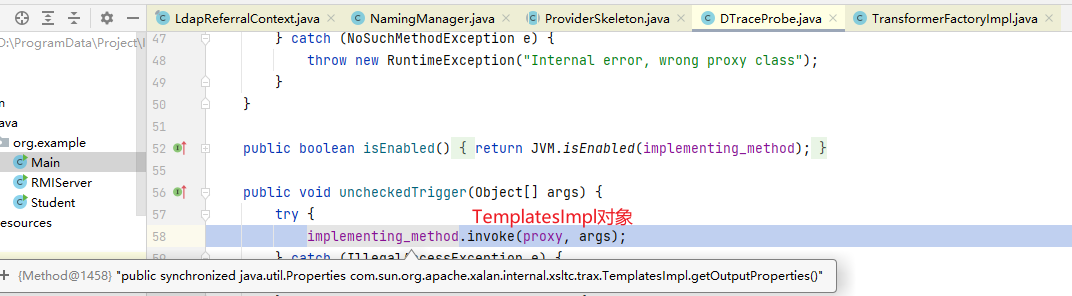 LdapReferralContext.java × NamingManager.java × ProviderSkeleton.java × DTraceProbe.java × TransformerFactoryImpl.java ×
D:\ProgramData\Project\I
ava
org.example
Main
RMIServer
Student
esources
47 } catch (NoSuchMethodException e) {
48 throw new RuntimeException("Internal error, wrong proxy class");
49 }
50 }
51
52 public boolean isEnabled() { return JVM.isEnabled(implementing_method); }
55
56 public void uncheckedTrigger(Object[] args) {
57 try {
TemplatesImpl对象
58 implementing_method.invoke(proxy, args);
+ {Method@1458} "public synchronized java.util.Properties com.sun.org.apache.xalan.internal.xsltc.trax.TemplatesImpl.getOutputProperties()"